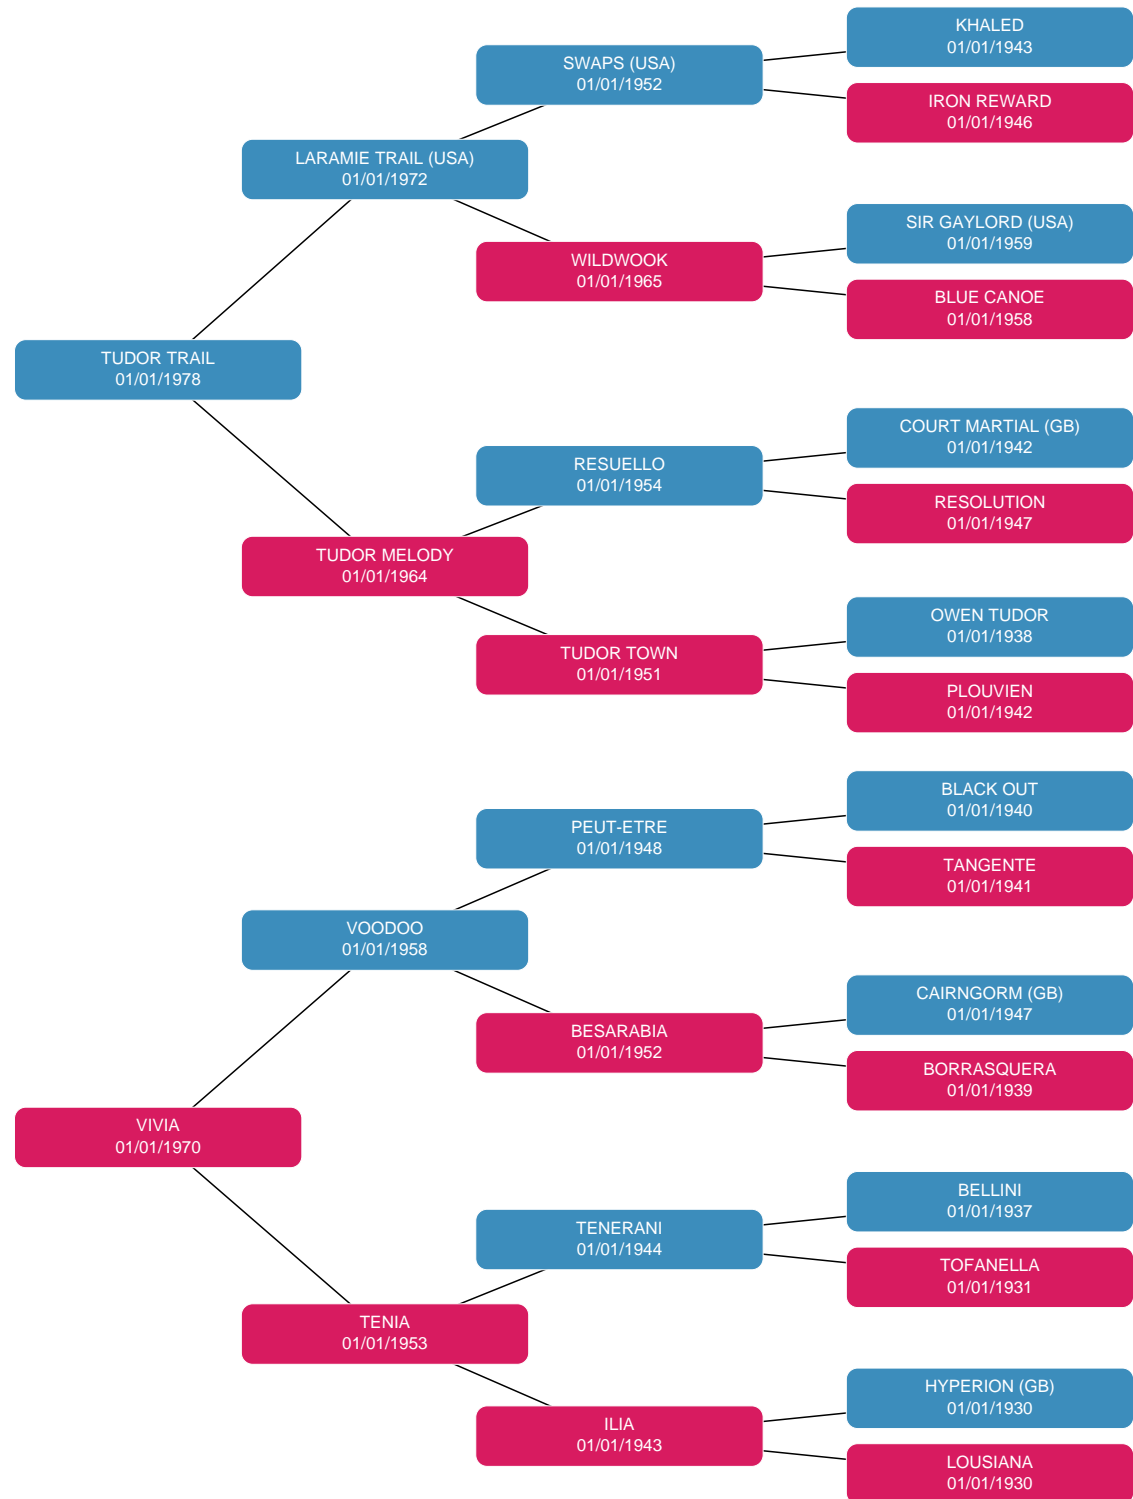 KHALED
01/01/1943
SWAPS (USA)
01/01/1952
IRON REWARD
01/01/1946
LARAMIE TRAIL (USA)
01/01/1972
SIR GAYLORD (USA)
01/01/1959
WILDWOOK
01/01/1965
BLUE CANOE
01/01/1958
TUDOR TRAIL
01/01/1978
COURT MARTIAL (GB)
01/01/1942
RESUELLO
01/01/1954
RESOLUTION
01/01/1947
TUDOR MELODY
01/01/1964
OWEN TUDOR
01/01/1938
TUDOR TOWN
01/01/1951
PLOUVIEN
01/01/1942
BLACK OUT
01/01/1940
PEUT-ETRE
01/01/1948
TANGENTE
01/01/1941
VOODOO
01/01/1958
CAIRNGORM (GB)
01/01/1947
BESARABIA
01/01/1952
BORRASQUERA
01/01/1939
VIVIA
01/01/1970
BELLINI
01/01/1937
TENERANI
01/01/1944
TOFANELLA
01/01/1931
TENIA
01/01/1953
HYPERION (GB)
01/01/1930
ILIA
01/01/1943
LOUSIANA
01/01/1930